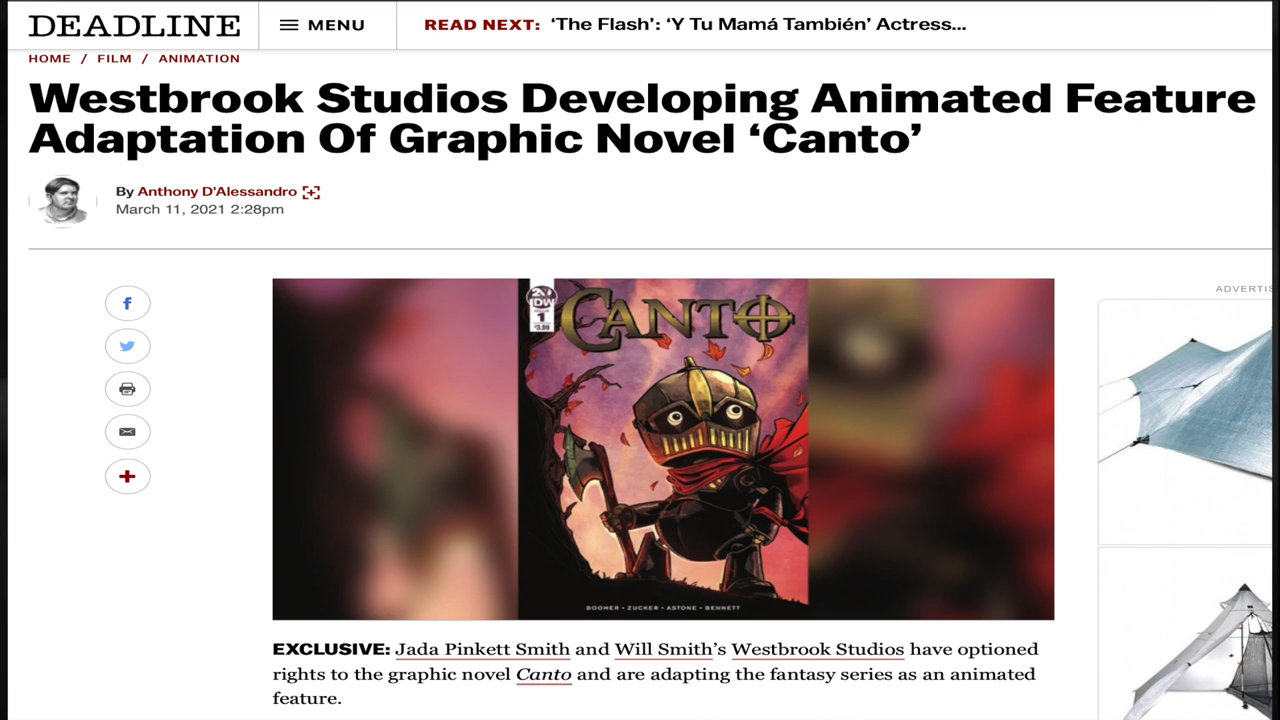 DEADLINE
MENU
READ NEXT: ‘The Flash’: ‘Y Tu Mamá También’ Actress...
HOME / FILM / ANIMATION
Westbrook Studios Developing Animated Feature
Adaptation Of Graphic Novel ‘Canto’
By Anthony D'Alessandro
March 11, 2021 2:28pm
IDW
1
$3.99
CANTO
BOOHER • ZUCKER • ASTONE • BENNETT
EXCLUSIVE: Jada Pinkett Smith and Will Smith’s Westbrook Studios have optioned
rights to the graphic novel Canto and are adapting the fantasy series as an animated
feature.